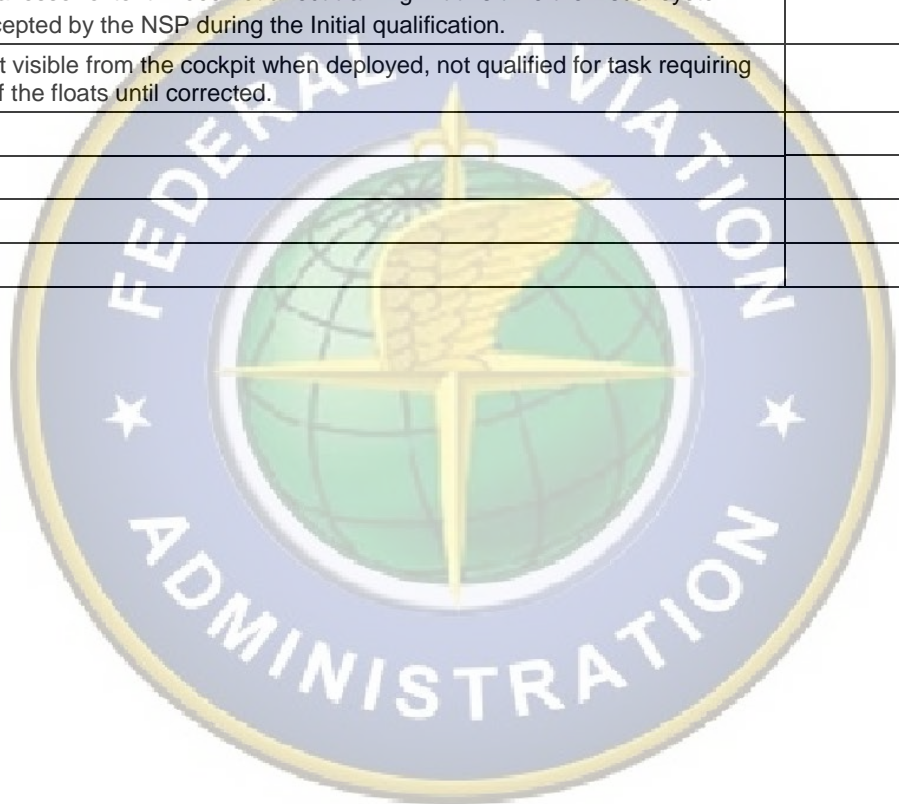 cepted by the NSP during the Initial qualification.
t visible from the cockpit when deployed, not qualified for task requiring
f the floats until corrected.
FEDERAL AVIATION
ADMINISTRATION